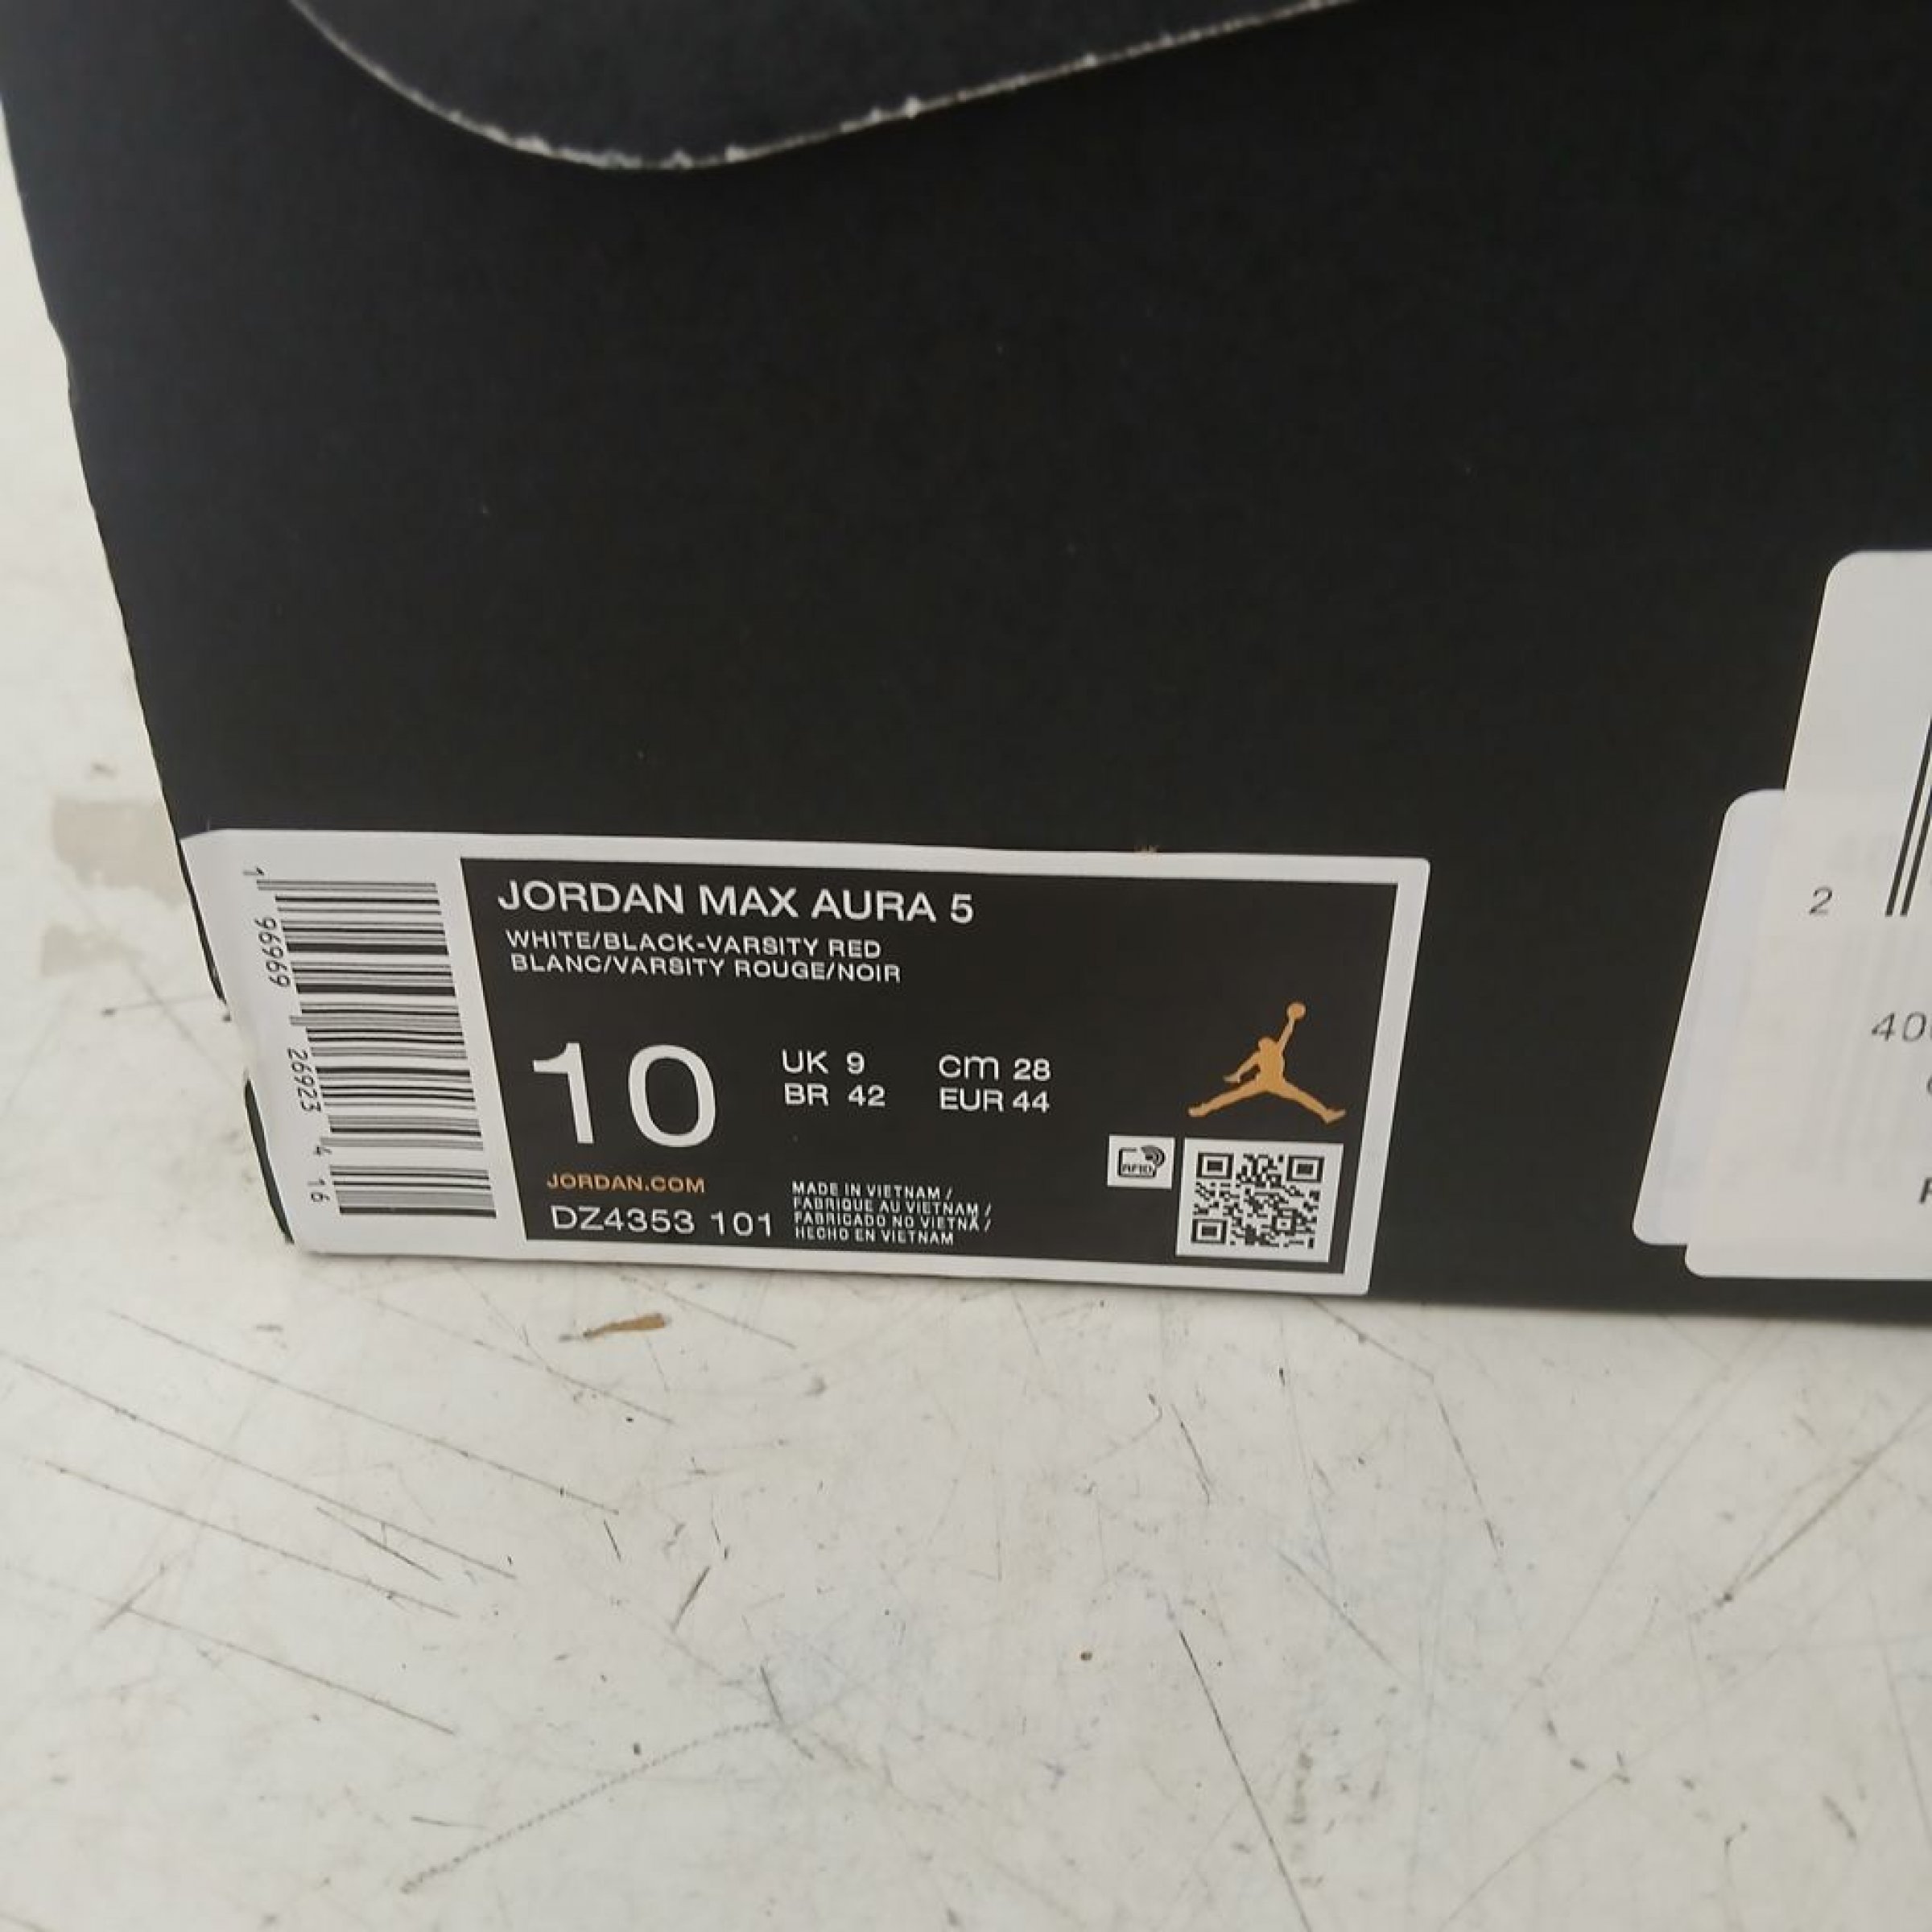 JORDAN MAX AURA 5
WHITE/BLACK-VARSITY RED
BLANC/VARSITY ROUGE/NOIR
10
UK 9
cm 28
BR 42
EUR 44
JORDAN.COM
DZ4353 101
MADE IN VIETNAM /
FABRIQUE AU VIETNAM /
FABRICADO NO VIETNÃ /
HECHO EN VIETNAM
RFID
1 96969 26923 4 16
2